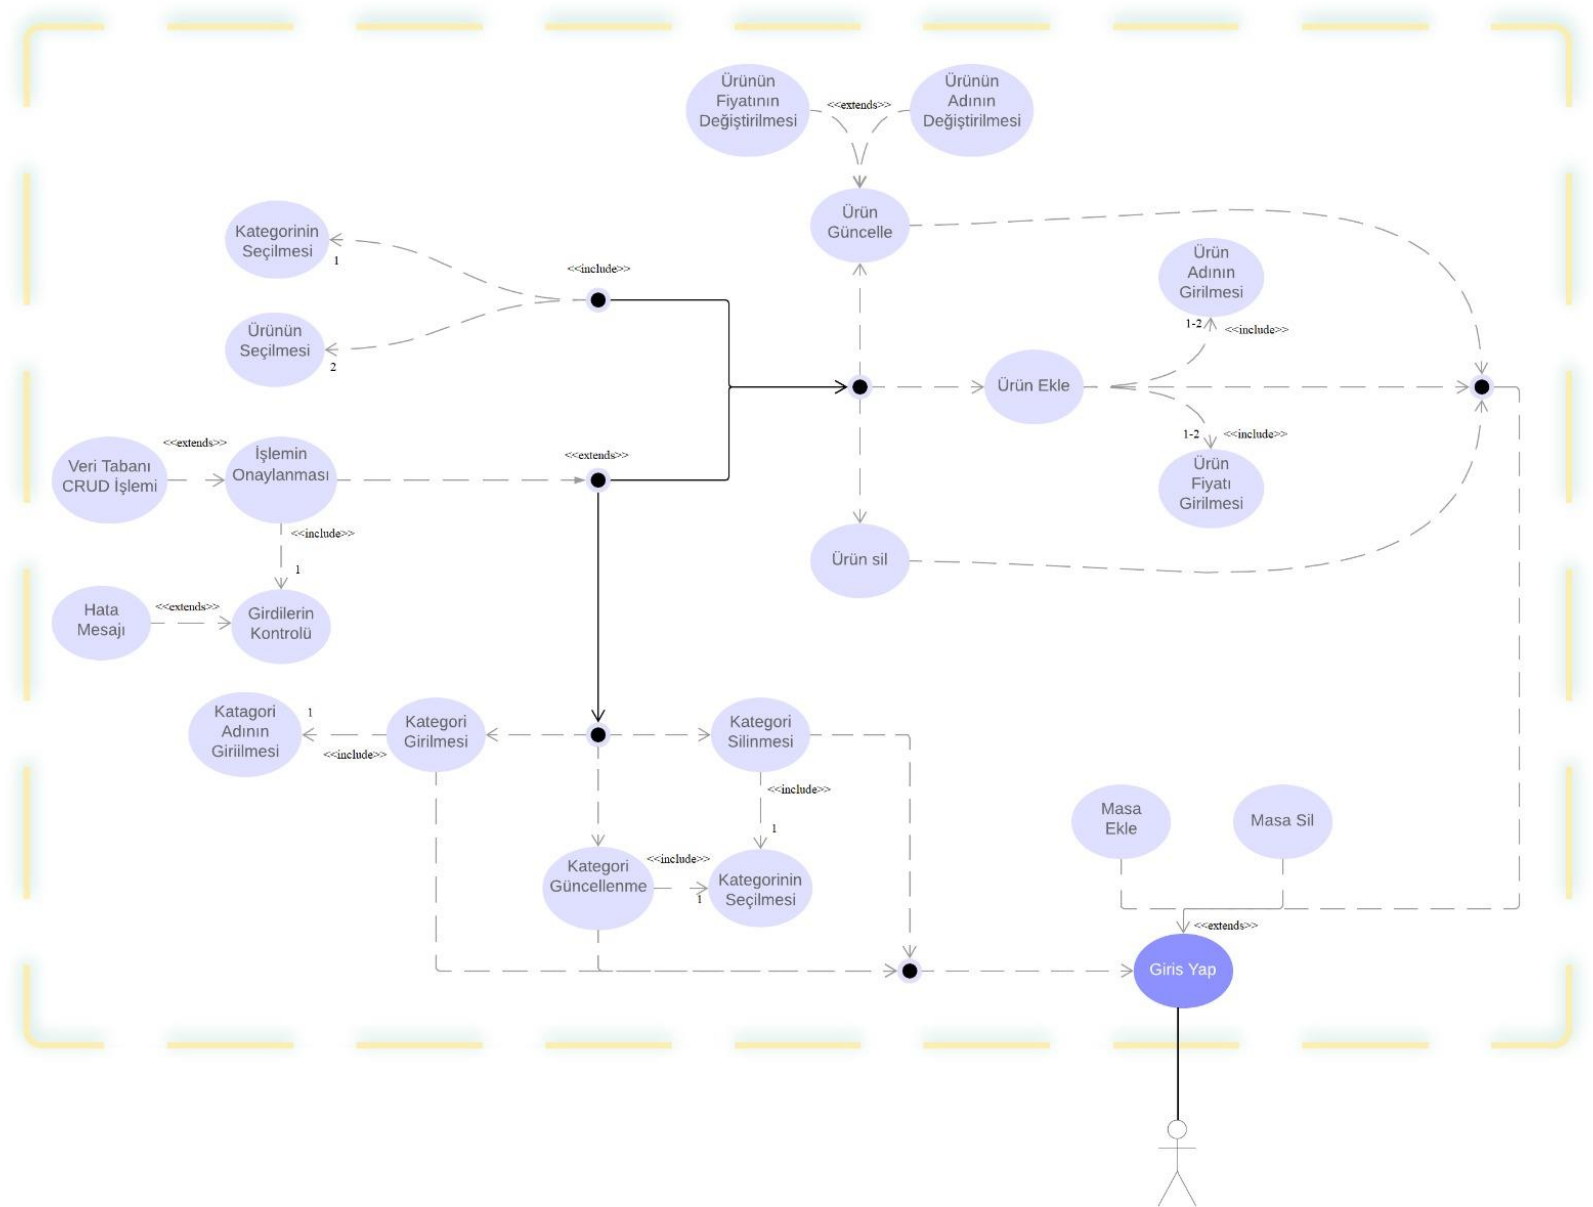 Ürünün
Fiyatının
Değiştirilmesi
<<extends>>
Ürünün
Adının
Değiştirilmesi
Ürün
Güncelle
Kategorinin
Seçilmesi
1
<<include>>
Ürün
Adının
Girilmesi
1-2
<<include>>
Ürünün
Seçilmesi
2
Ürün Ekle
1-2
<<include>>
Ürün
Fiyatı
Girilmesi
<<extends>>
Veri Tabanı
CRUD İşlemi
İşlemin
Onaylanması
<<extends>>
<<include>>
1
Ürün sil
Hata
Mesajı
<<extends>>
Girdilerin
Kontrolü
Katagori
Adının
Giriilmesi
1
<<include>>
Kategori
Girilmesi
Kategori
Silinmesi
<<include>>
1
Kategori
Güncellenme
<<include>>
1
Kategorinin
Seçilmesi
Masa
Ekle
Masa Sil
<<extends>>
Giris Yap